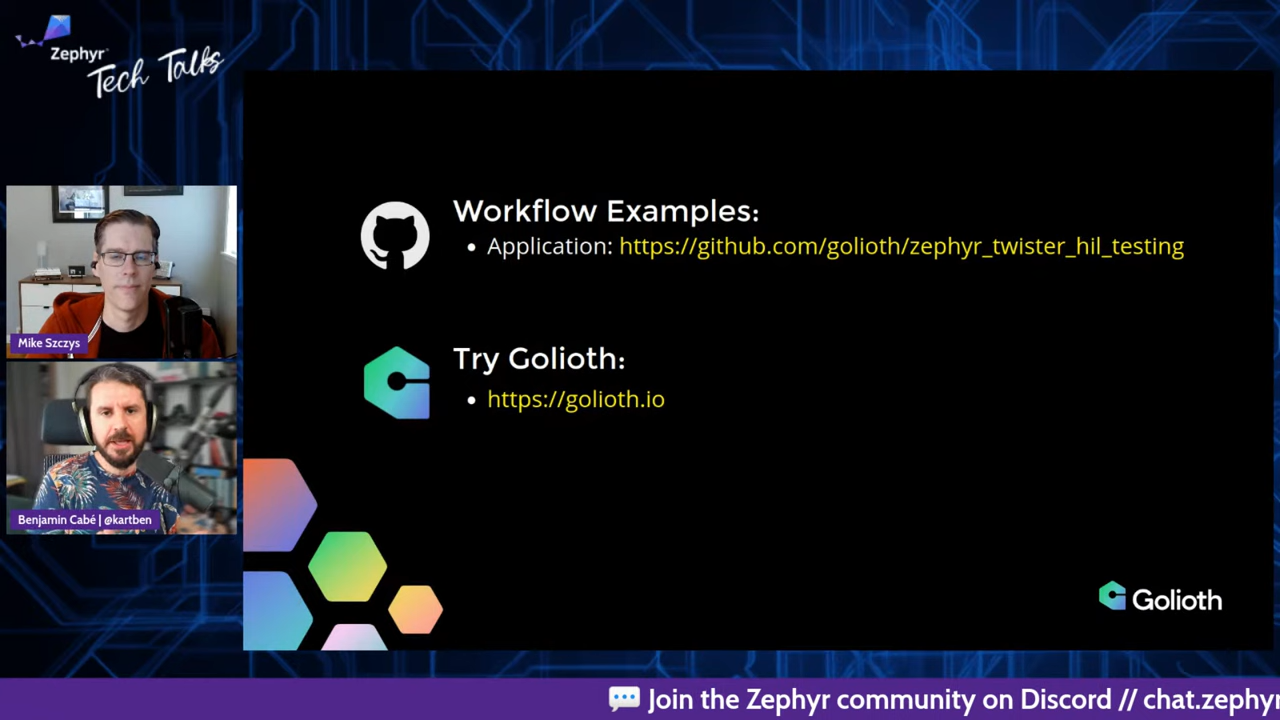 Zephyr™
Tech Talks
Workflow Examples:
• Application: https://github.com/golioth/zephyr_twister_hil_testing
Mike Szczys
Try Golioth:
• https://golioth.io
Benjamin Cabé | @kartben
Golioth
Join the Zephyr community on Discord // chat.zephyr